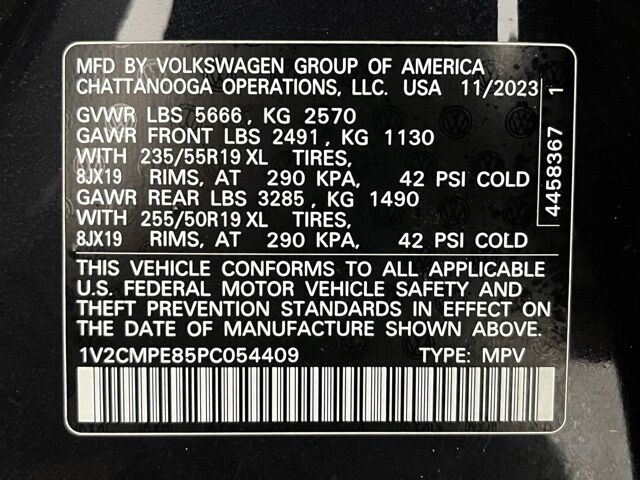 MFD BY VOLKSWAGEN GROUP OF AMERICA
CHATTANOOGA OPERATIONS, LLC. USA 11/2023
GVWR LBS 5666 , KG 2570
GAWR FRONT LBS 2491 , KG 1130
WITH 235/55R19 XL TIRES,
8JX19 RIMS, AT 290 KPA, 42 PSI COLD
GAWR REAR LBS 3285 , KG 1490
WITH 255/50R19 XL TIRES,
8JX19 RIMS, AT 290 KPA, 42 PSI COLD
4458367 1
THIS VEHICLE CONFORMS TO ALL APPLICABLE
U.S. FEDERAL MOTOR VEHICLE SAFETY AND
THEFT PREVENTION STANDARDS IN EFFECT ON
THE DATE OF MANUFACTURE SHOWN ABOVE.
1V2CMPE85PC054409 TYPE: MPV